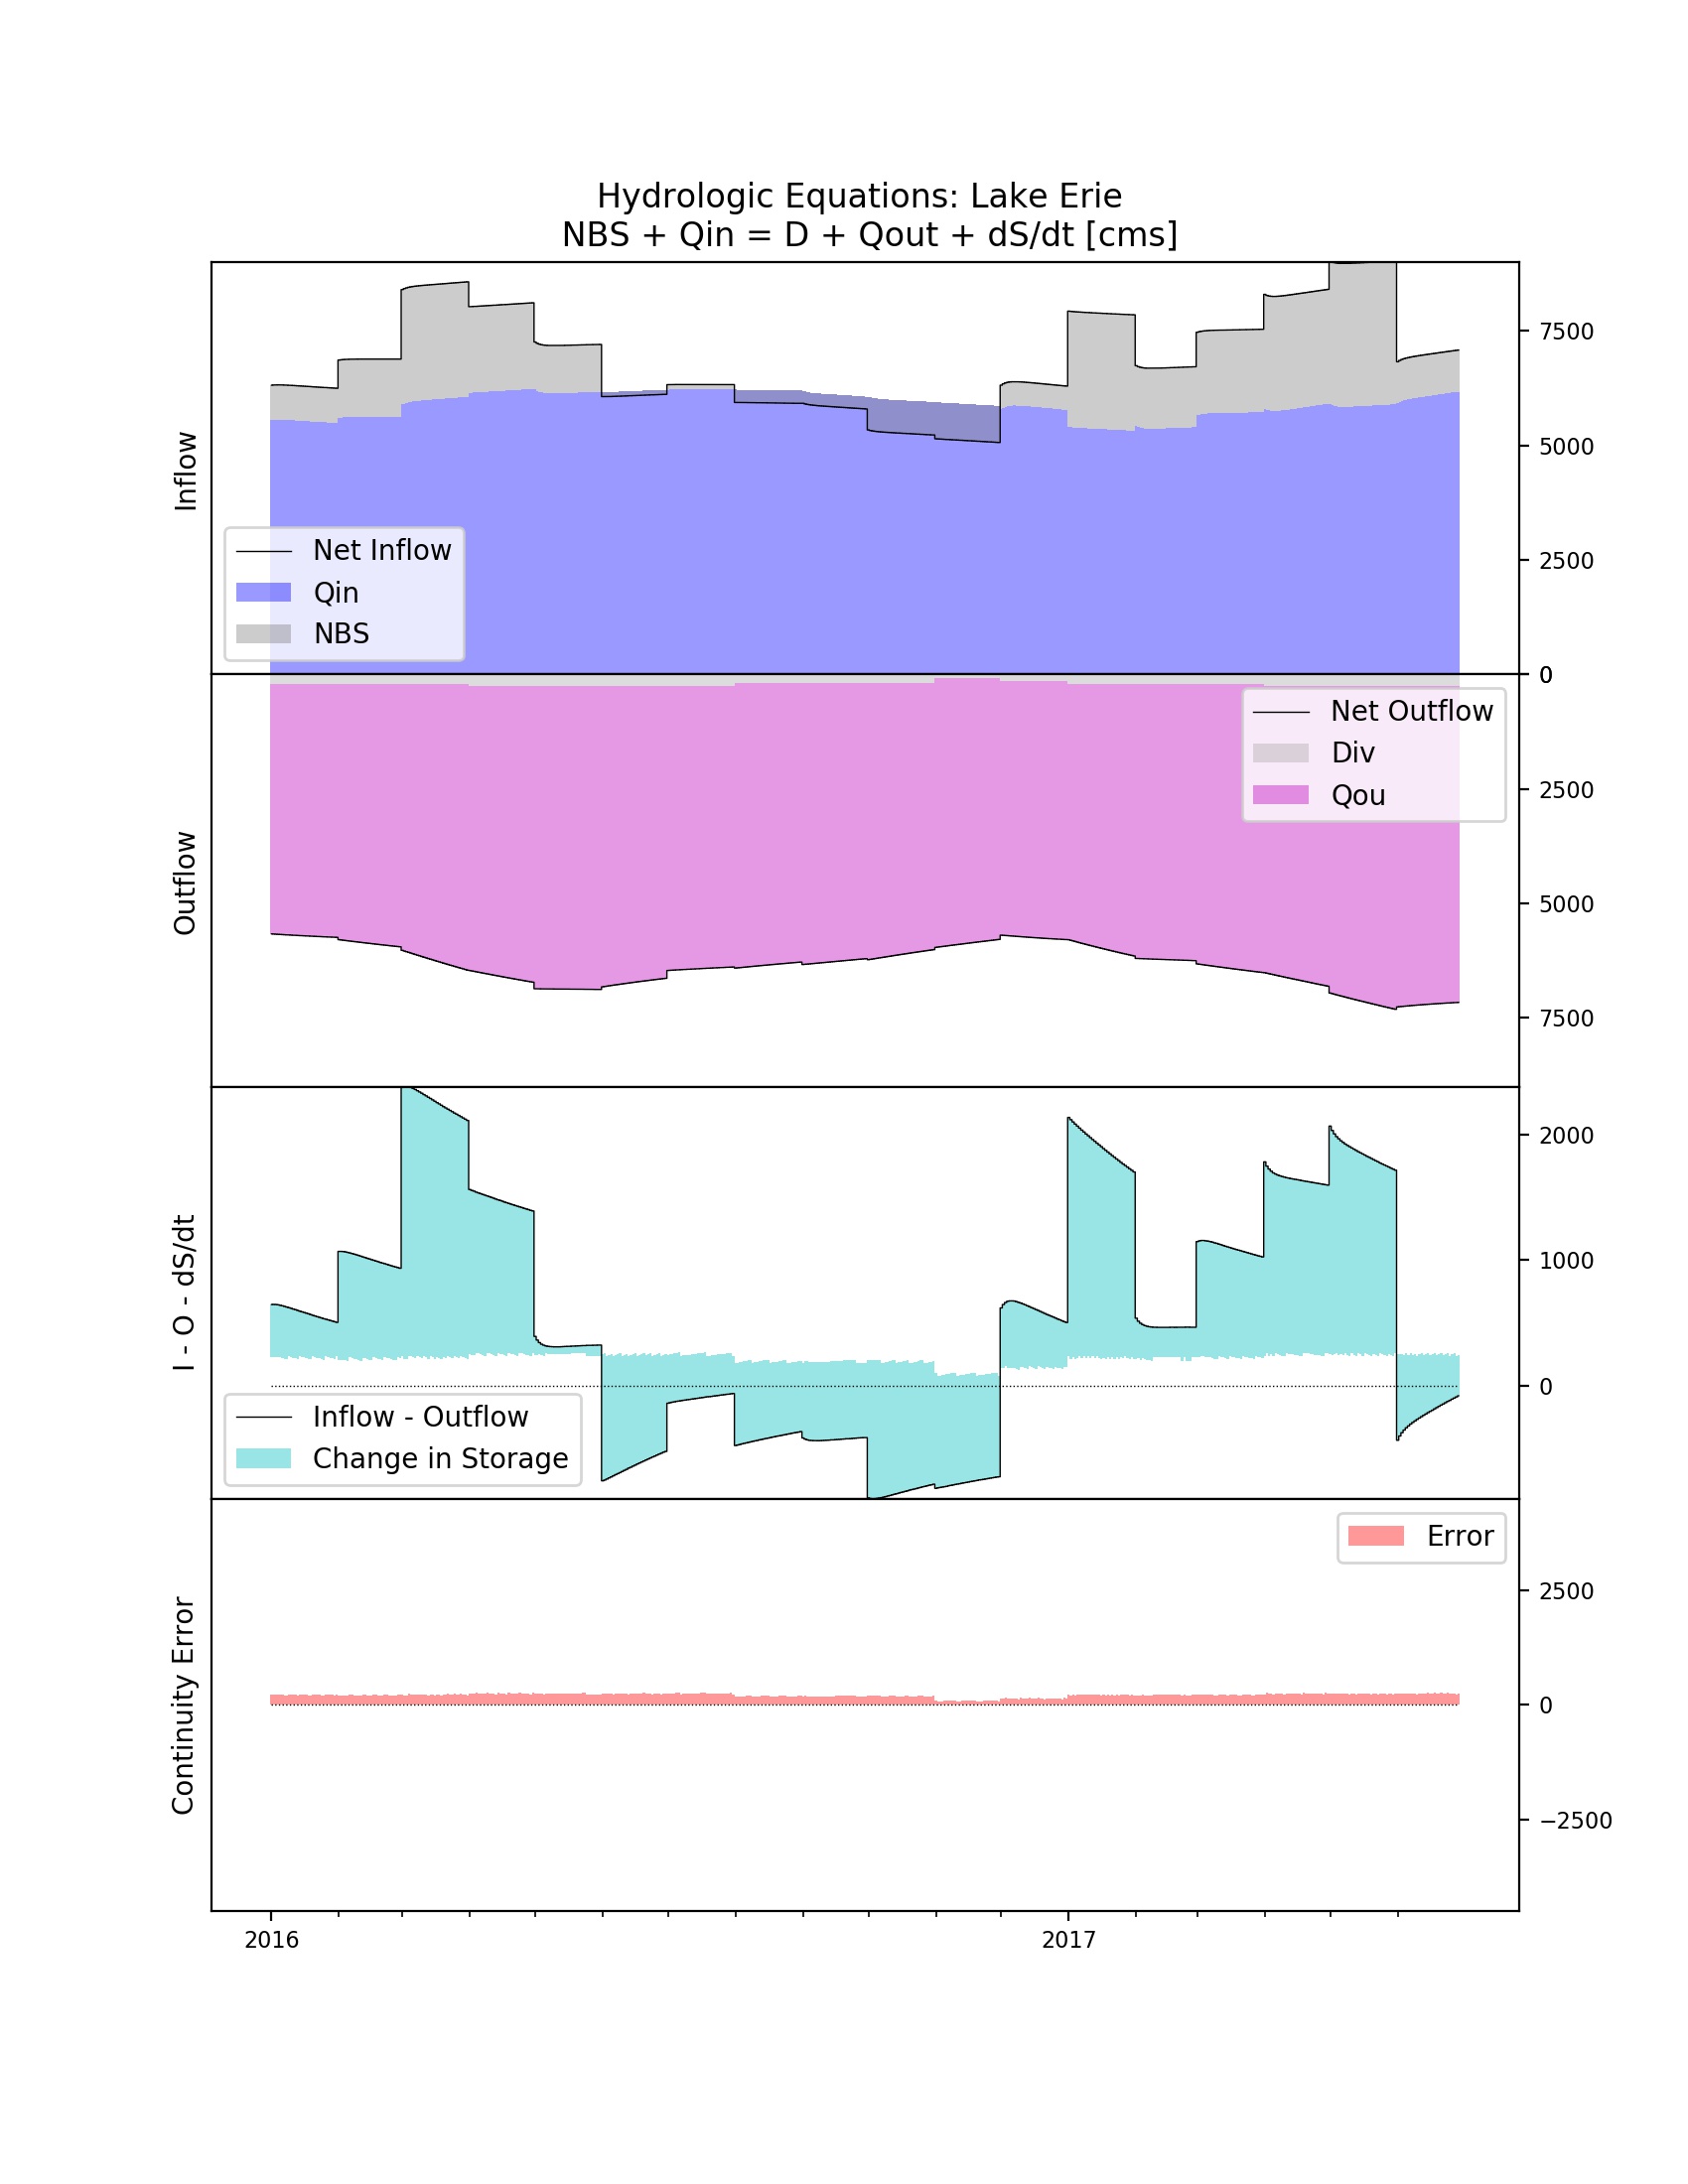 Hydrologic Equations: Lake Erie
NBS + Qin = D + Qout + dS/dt [cms]
Inflow
7500
5000
2500
0
Net Inflow
Qin
NBS
Outflow
0
2500
5000
7500
Net Outflow
Div
Qou
I - O - dS/dt
2000
1000
0
Inflow - Outflow
Change in Storage
Continuity Error
Error
2500
0
−2500
2016
2017